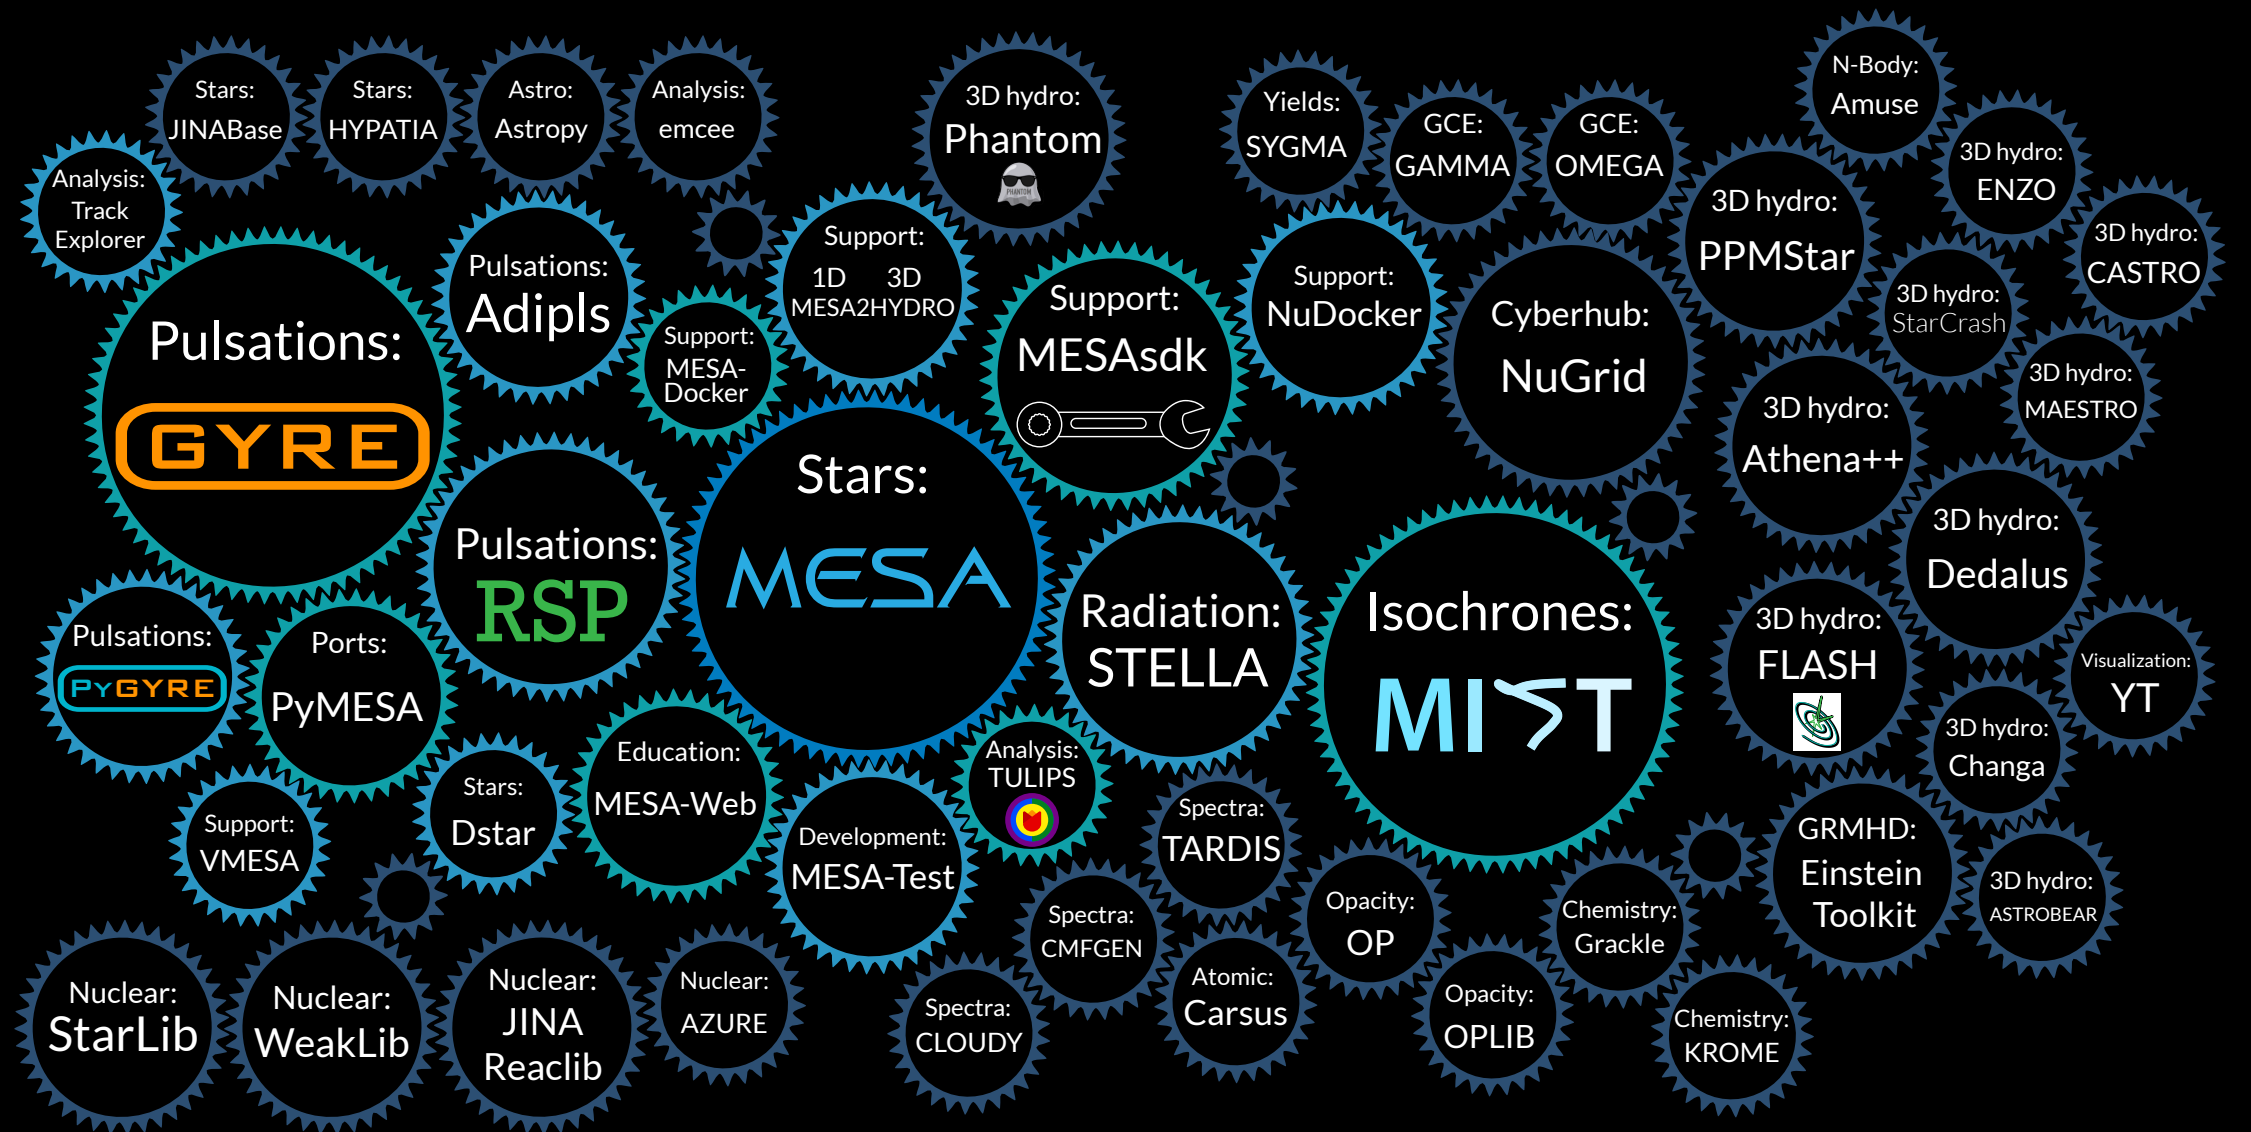 Stars:
JINABase
Stars:
HYPATIA
Astro:
Astropy
Analysis:
emcee
3D hydro:
Phantom
PHANTOM
Yields:
SYGMA
GCE:
GAMMA
GCE:
OMEGA
N-Body:
Amuse
Analysis:
Track
Explorer
3D hydro:
PPMStar
3D hydro:
ENZO
3D hydro:
CASTRO
Pulsations:
Adipls
Support:
1D 3D
MESA2HYDRO
Support:
MESAsdk
Support:
NuDocker
Cyberhub:
NuGrid
3D hydro:
StarCrash
Pulsations:
GYRE
Support:
MESA-
Docker
3D hydro:
MAESTRO
3D hydro:
Athena++
Pulsations:
RSP
Stars:
MESA
Radiation:
STELLA
Isochrones:
MIST
3D hydro:
Dedalus
3D hydro:
FLASH
Visualization:
YT
Pulsations:
PYGYRE
Ports:
PyMESA
Stars:
Dstar
Education:
MESA-Web
Analysis:
TULIPS
3D hydro:
Changa
Support:
VMESA
Development:
MESA-Test
Spectra:
TARDIS
GRMHD:
Einstein
Toolkit
3D hydro:
ASTROBEAR
Spectra:
CMFGEN
Opacity:
OP
Chemistry:
Grackle
Nuclear:
StarLib
Nuclear:
WeakLib
Nuclear:
JINA
Reaclib
Nuclear:
AZURE
Spectra:
CLOUDY
Atomic:
Carsus
Opacity:
OPLIB
Chemistry:
KROME